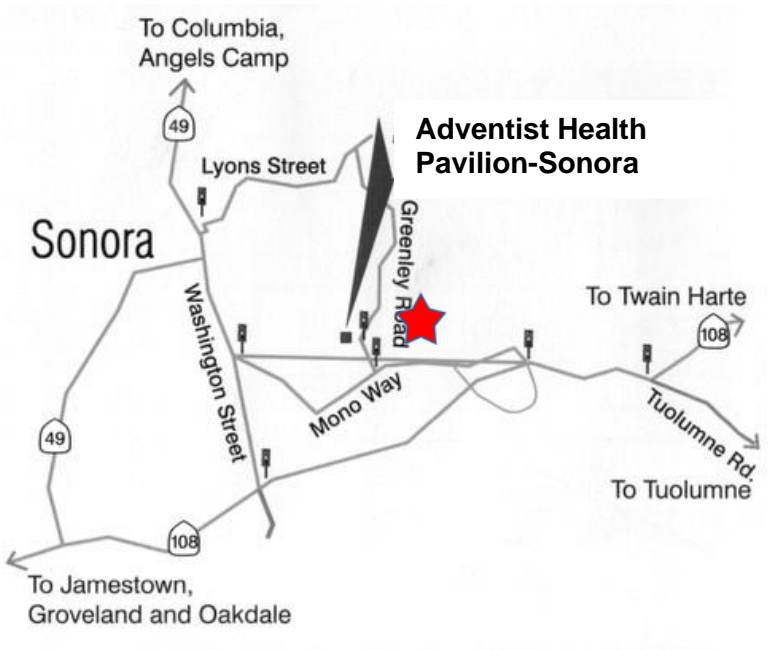 To Columbia,
Angels Camp
49
Adventist Health
Pavilion-Sonora
Lyons Street
Sonora
Greenley Road
Washington Street
To Twain Harte
108
Mono Way
49
Tuolumne Rd.
To Tuolumne
108
To Jamestown,
Groveland and Oakdale